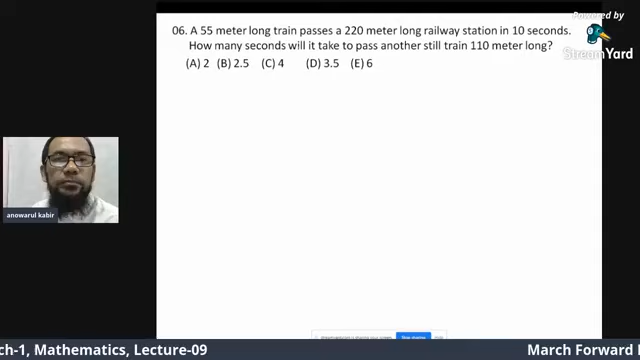 Powered by
StreamYard
06. A 55 meter long train passes a 220 meter long railway station in 10 seconds.
How many seconds will it take to pass another still train 110 meter long?
(A) 2 (B) 2.5 (C) 4 (D) 3.5 (E) 6
anowarul kabir
ch-1, Mathematics, Lecture-09
March Forward